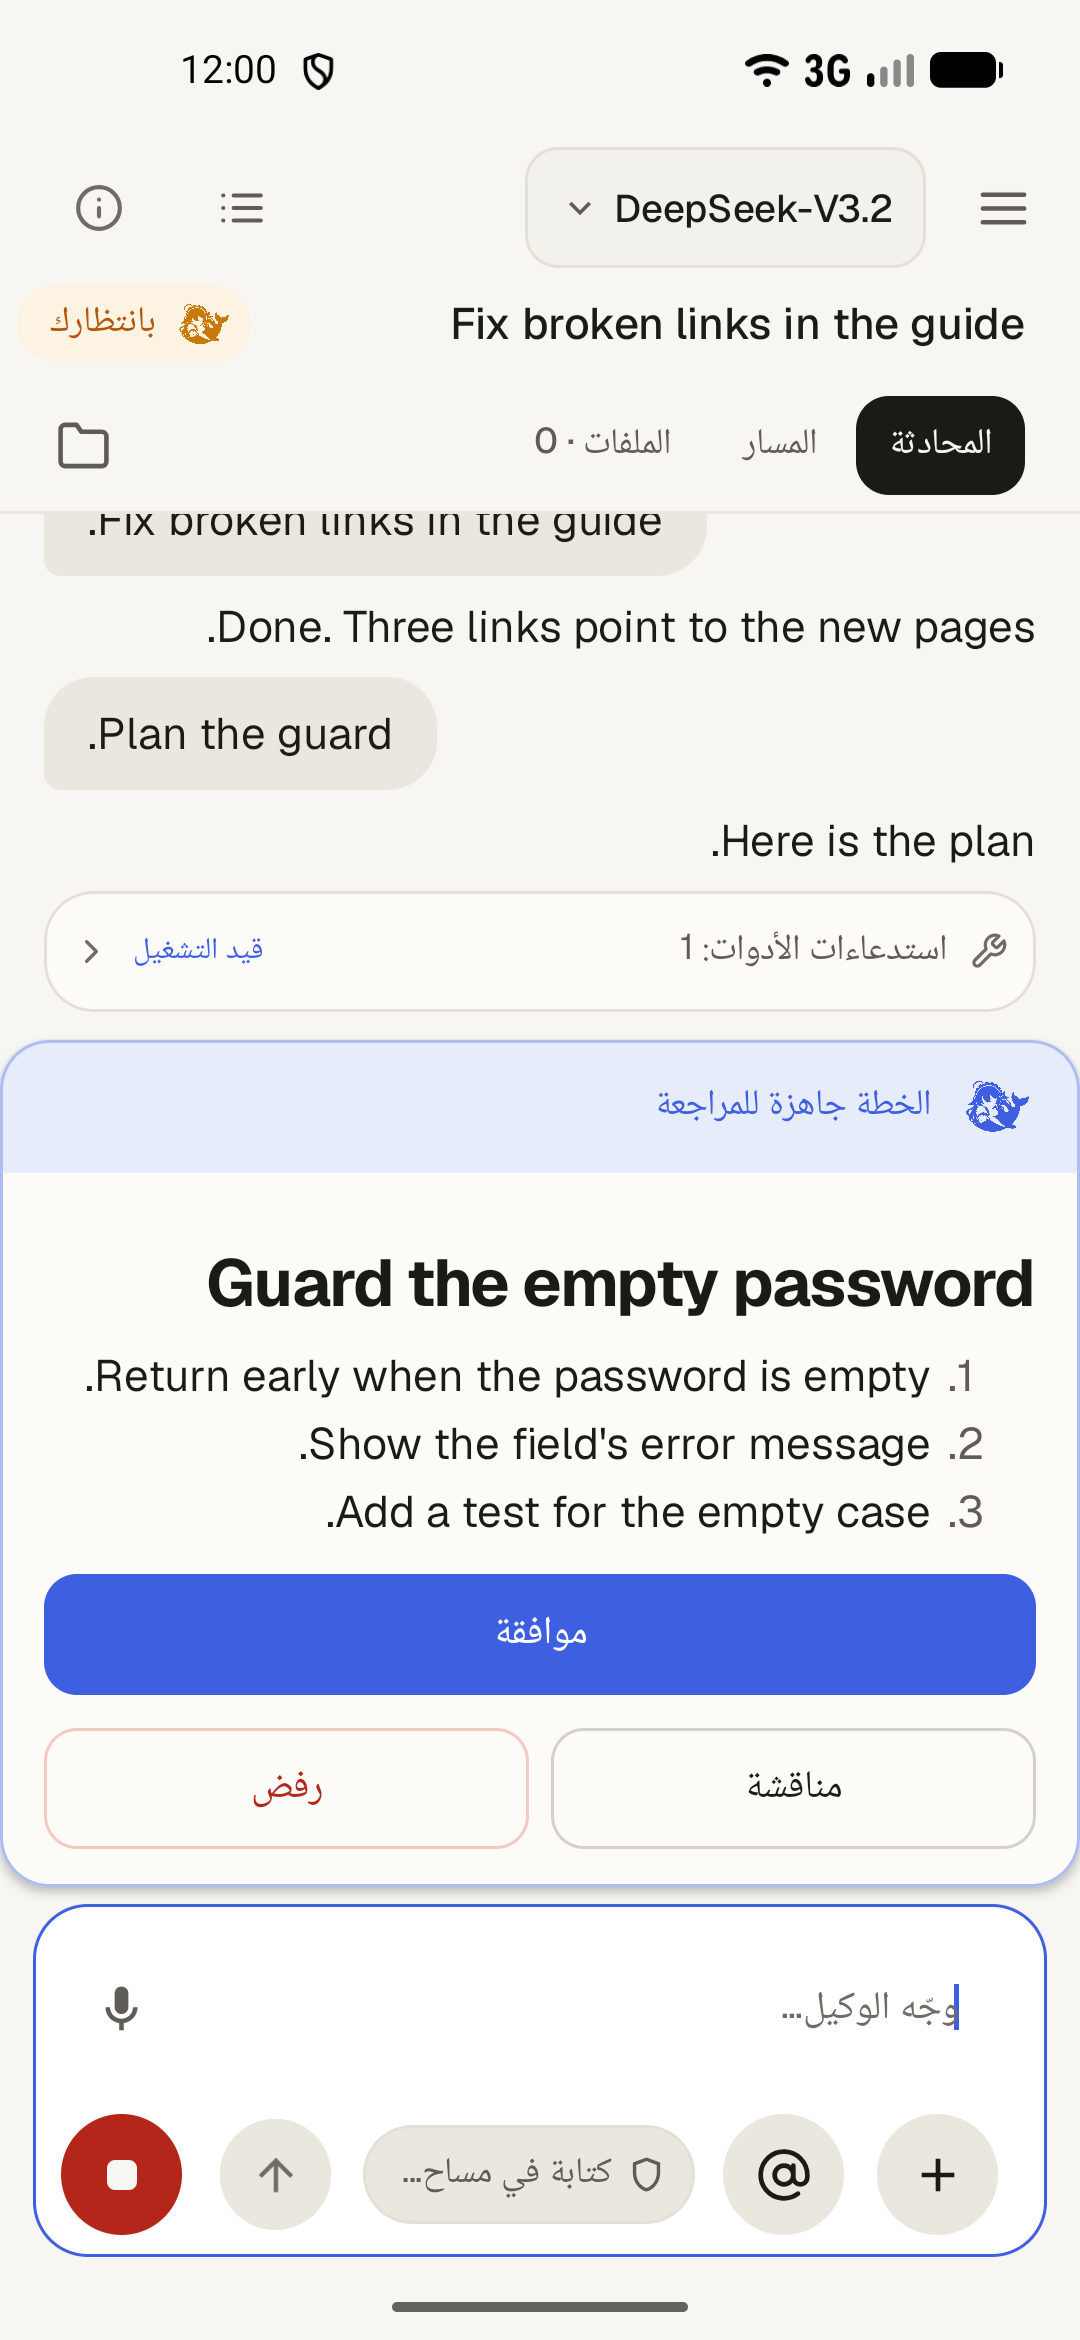 12:00
3G
DeepSeek-V3.2
Fix broken links in the guide
بانتظارك
المحادثة
المسار
الملفات · 0
Fix broken links in the guide.
Done. Three links point to the new pages.
Plan the guard.
Here is the plan.
استدعاءات الأدوات: 1
قيد التشغيل
الخطة جاهزة للمراجعة
Guard the empty password
1. Return early when the password is empty.
2. Show the field's error message.
3. Add a test for the empty case.
موافقة
مناقشة
رفض
وجّه الوكيل...
كتابة في مساح...